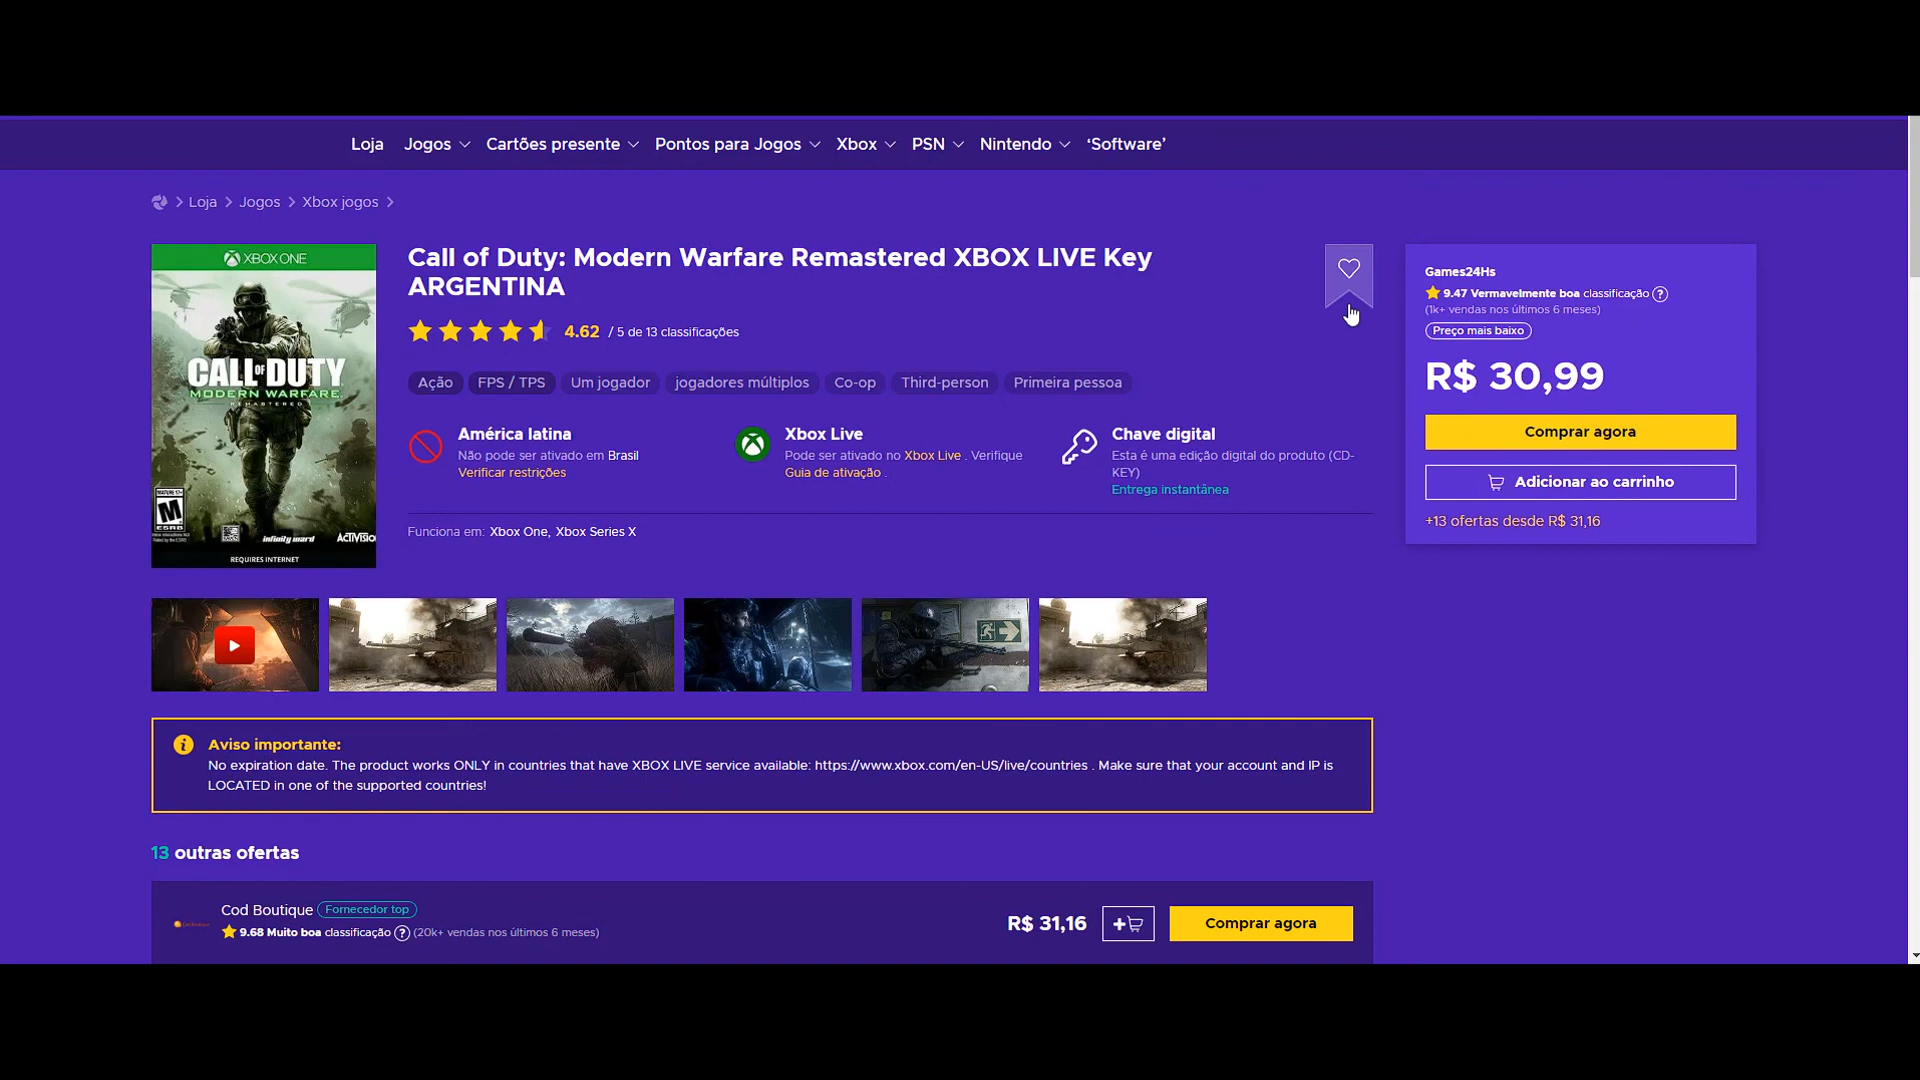 Loja Jogos Cartões presente Pontos para Jogos Xbox PSN Nintendo ‘Software’
Loja Jogos Xbox jogos
XBOX ONE
CALL OF DUTY
MODERN WARFARE
REMASTERED
MATURE 17+
M
ESRB
infinity ward
ACTIVISIO
REQUIRES INTERNET
Call of Duty: Modern Warfare Remastered XBOX LIVE Key
ARGENTINA
4.62 / 5 de 13 classificações
Ação FPS / TPS Um jogador jogadores múltiplos Co-op Third-person Primeira pessoa
América latina
Não pode ser ativado em Brasil
Verificar restrições
Xbox Live
Pode ser ativado no Xbox Live . Verifique
Guia de ativação .
Chave digital
Esta é uma edição digital do produto (CD-
KEY)
Entrega instantânea
Funciona em: Xbox One, Xbox Series X
Games24Hs
9.47 Vermavelmente boa classificação ?
(1k+ vendas nos últimos 6 meses)
Preço mais baixo
R$ 30,99
Comprar agora
Adicionar ao carrinho
+13 ofertas desde R$ 31,16
Aviso importante:
No expiration date. The product works ONLY in countries that have XBOX LIVE service available: https://www.xbox.com/en-US/live/countries . Make sure that your account and IP is
LOCATED in one of the supported countries!
13 outras ofertas
Cod Boutique Fornecedor top
9.68 Muito boa classificação ? (20k+ vendas nos últimos 6 meses)
R$ 31,16
+
Comprar agora